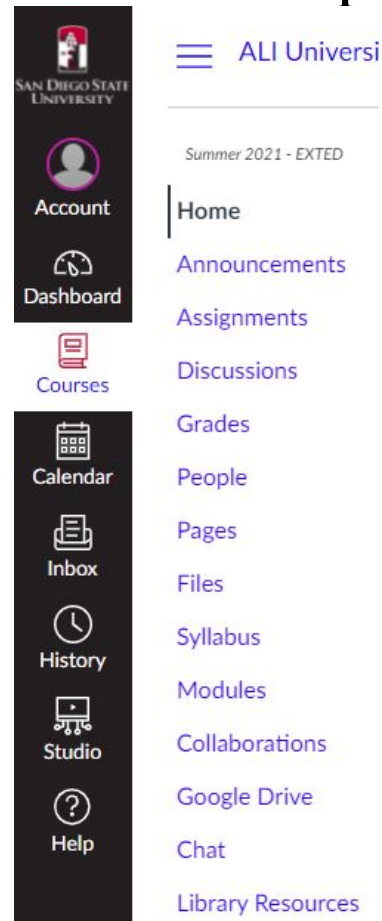 SAN DIEGO STATE
UNIVERSITY
Account
Dashboard
Courses
Calendar
Inbox
History
Studio
Help
ALI Universi
Summer 2021 - EXTED
Home
Announcements
Assignments
Discussions
Grades
People
Pages
Files
Syllabus
Modules
Collaborations
Google Drive
Chat
Library Resources